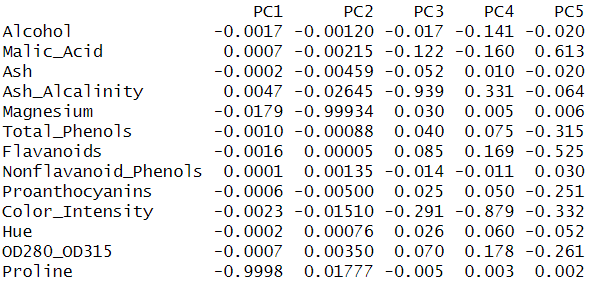 PC1 PC2 PC3 PC4 PC5
Alcohol -0.0017 -0.00120 -0.017 -0.141 -0.020
Malic_Acid 0.0007 -0.00215 -0.122 -0.160 0.613
Ash -0.0002 -0.00459 -0.052 0.010 -0.020
Ash_Alcalinity 0.0047 -0.02645 -0.939 0.331 -0.064
Magnesium -0.0179 -0.99934 0.030 0.005 0.006
Total_Phenols -0.0010 -0.00088 0.040 0.075 -0.315
Flavanoids -0.0016 0.00005 0.085 0.169 -0.525
Nonflavanoid_Phenols 0.0001 0.00135 -0.014 -0.011 0.030
Proanthocyanins -0.0006 -0.00500 0.025 0.050 -0.251
Color_Intensity -0.0023 -0.01510 -0.291 -0.879 -0.332
Hue -0.0002 0.00076 0.026 0.060 -0.052
OD280_OD315 -0.0007 0.00350 0.070 0.178 -0.261
Proline -0.9998 0.01777 -0.005 0.003 0.002